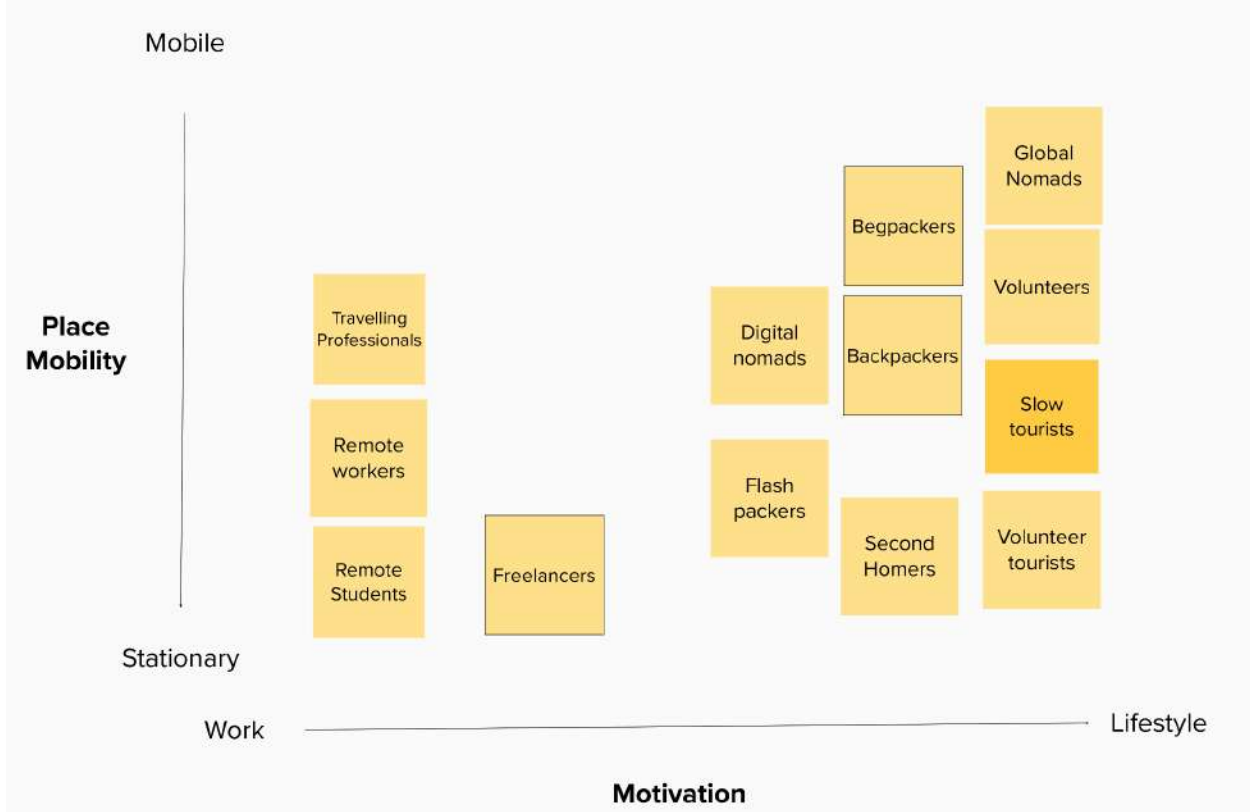 Mobile
Global
Nomads
Begpackers
Volunteers
Travelling
Professionals
Place
Mobility
Digital
nomads
Backpackers
Slow
tourists
Remote
workers
Flash
packers
Second
Homers
Volunteer
tourists
Remote
Students
Freelancers
Stationary
Work
Lifestyle
Motivation